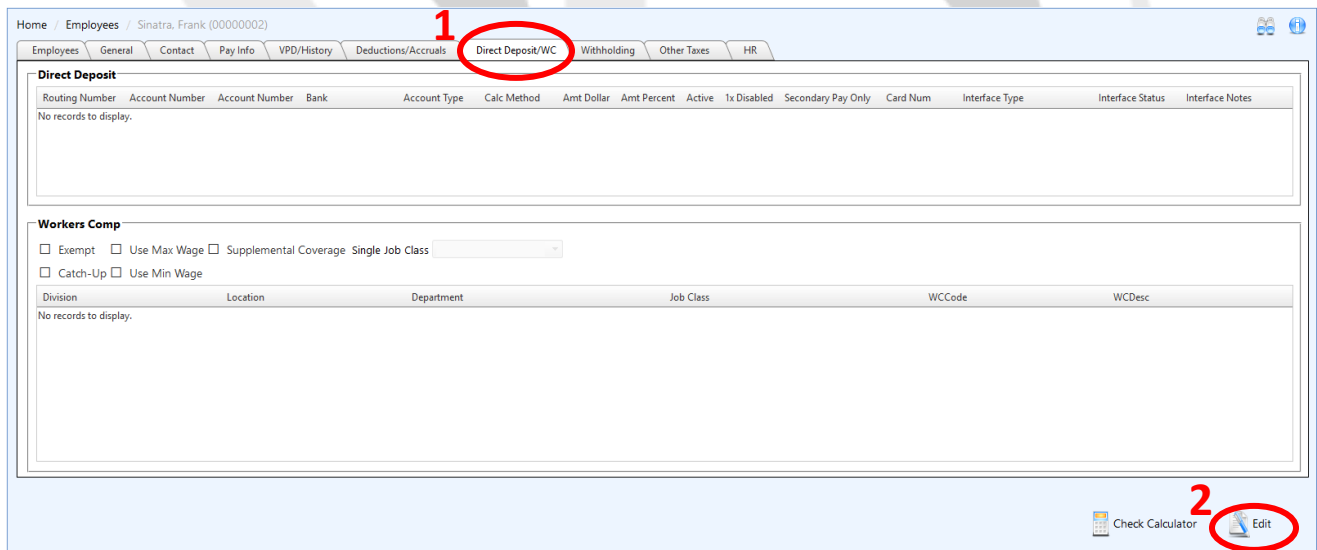 Home / Employees / Sinatra, Frank (00000002)
1
Employees General Contact Pay Info VPD/History Deductions/Accruals Direct Deposit/WC Withholding Other Taxes HR
Direct Deposit
Routing Number Account Number Account Number Bank Account Type Calc Method Amt Dollar Amt Percent Active 1x Disabled Secondary Pay Only Card Num Interface Type Interface Status Interface Notes
No records to display.
Workers Comp
Exempt Use Max Wage Supplemental Coverage Single Job Class
Catch-Up Use Min Wage
Division Location Department Job Class WCCode WCDesc
No records to display.
2
Check Calculator Edit